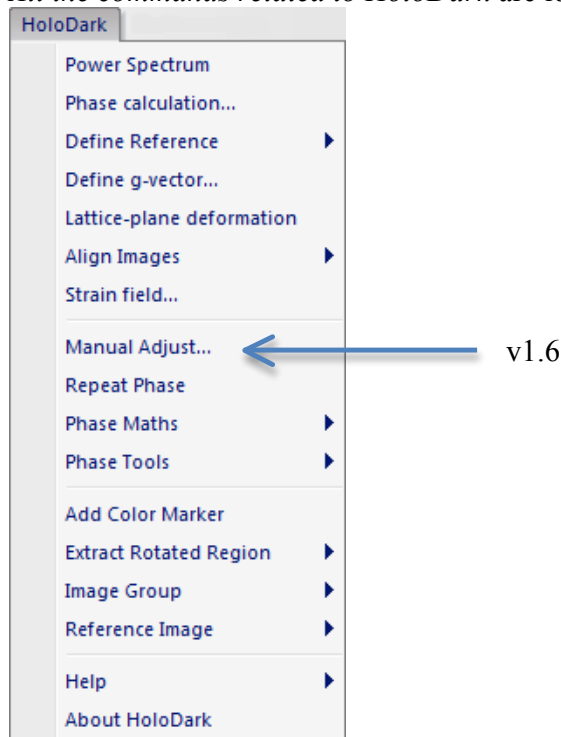 HoloDark
Power Spectrum
Phase calculation...
Define Reference
Define g-vector...
Lattice-plane deformation
Align Images
Strain field...
Manual Adjust...
v1.6
Repeat Phase
Phase Maths
Phase Tools
Add Color Marker
Extract Rotated Region
Image Group
Reference Image
Help
About HoloDark